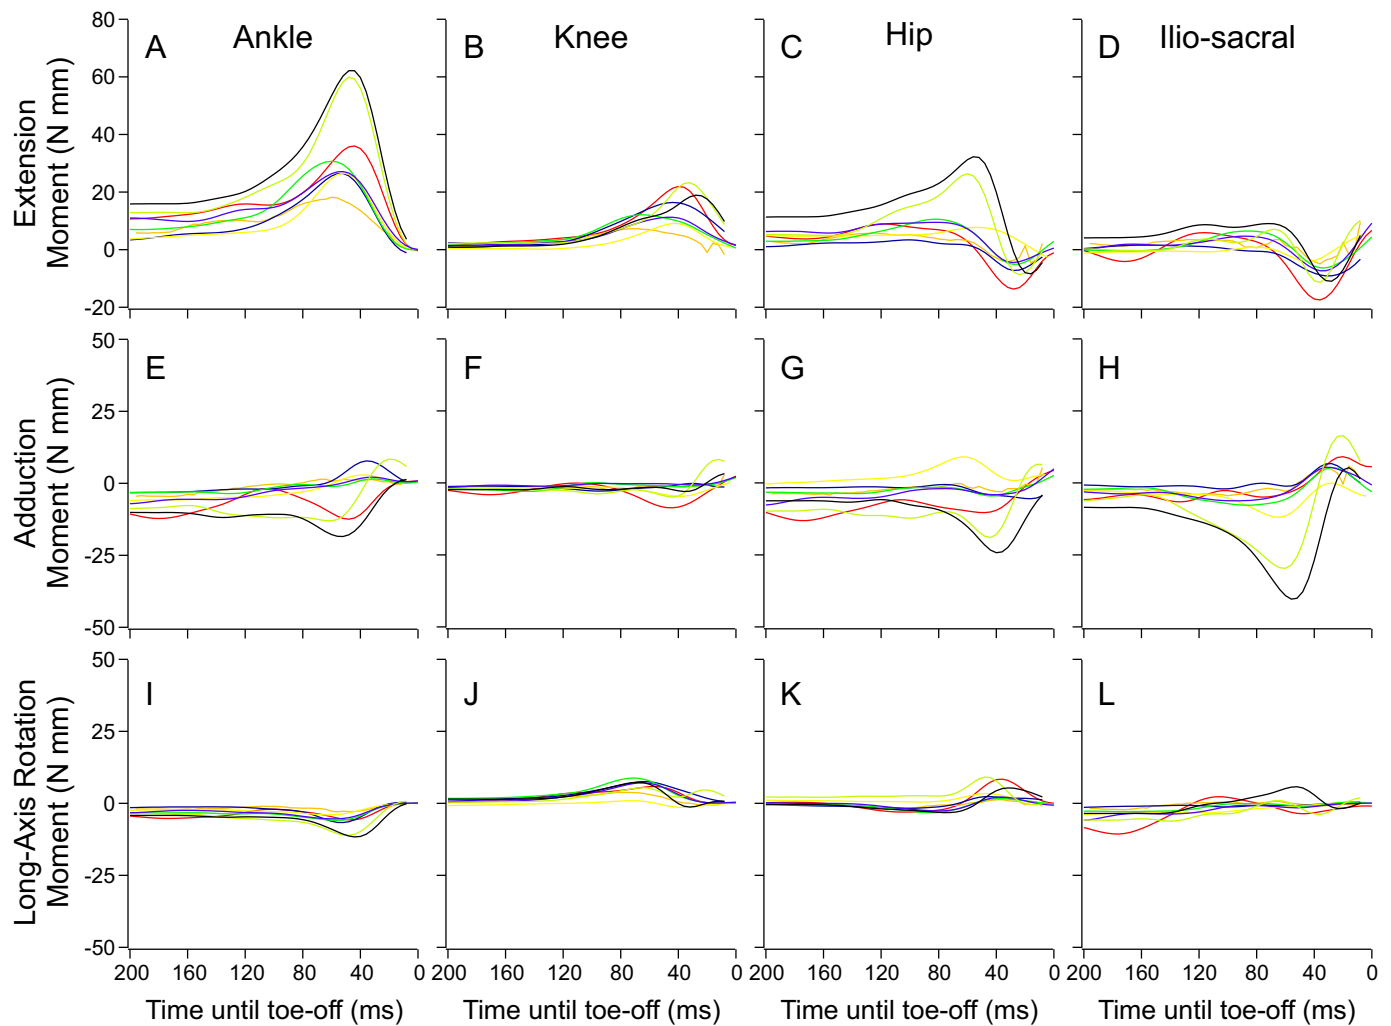 Ankle
Knee
Hip
Ilio-sacral
A
B
C
D
Extension
Moment (N mm)
80
60
40
20
0
-20
E
F
G
H
Adduction
Moment (N mm)
50
25
0
-25
-50
I
J
K
L
Long-Axis Rotation
Moment (N mm)
50
25
0
-25
-50
200 160 120 80 40 0
200 160 120 80 40 0
200 160 120 80 40 0
200 160 120 80 40 0
Time until toe-off (ms)
Time until toe-off (ms)
Time until toe-off (ms)
Time until toe-off (ms)